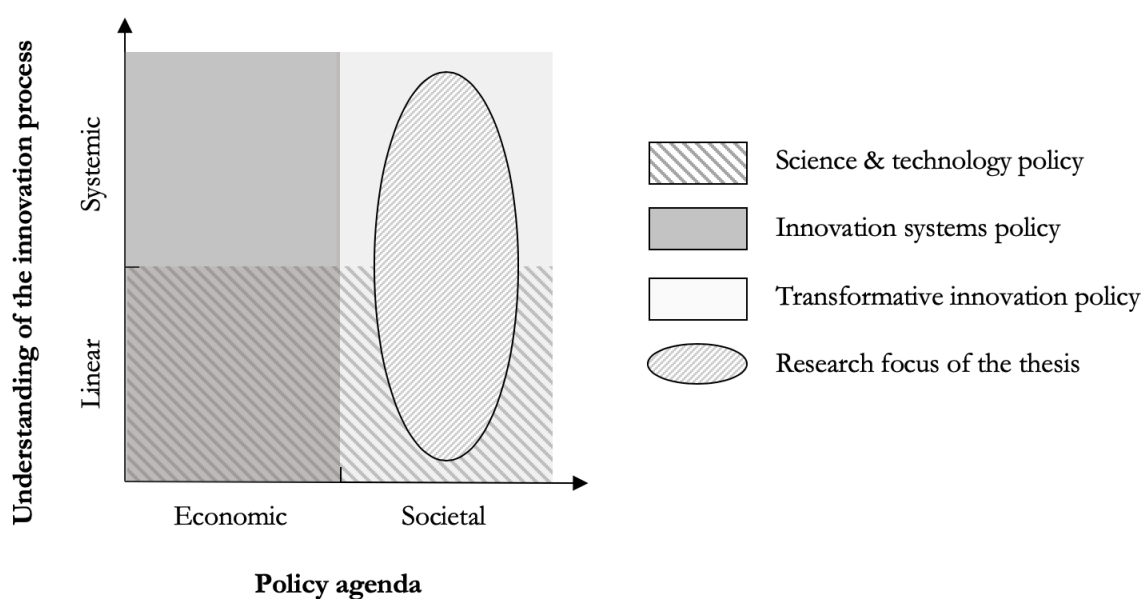 Understanding of the innovation process
Systemic
Linear
Economic
Societal
Policy agenda
Science & technology policy
Innovation systems policy
Transformative innovation policy
Research focus of the thesis